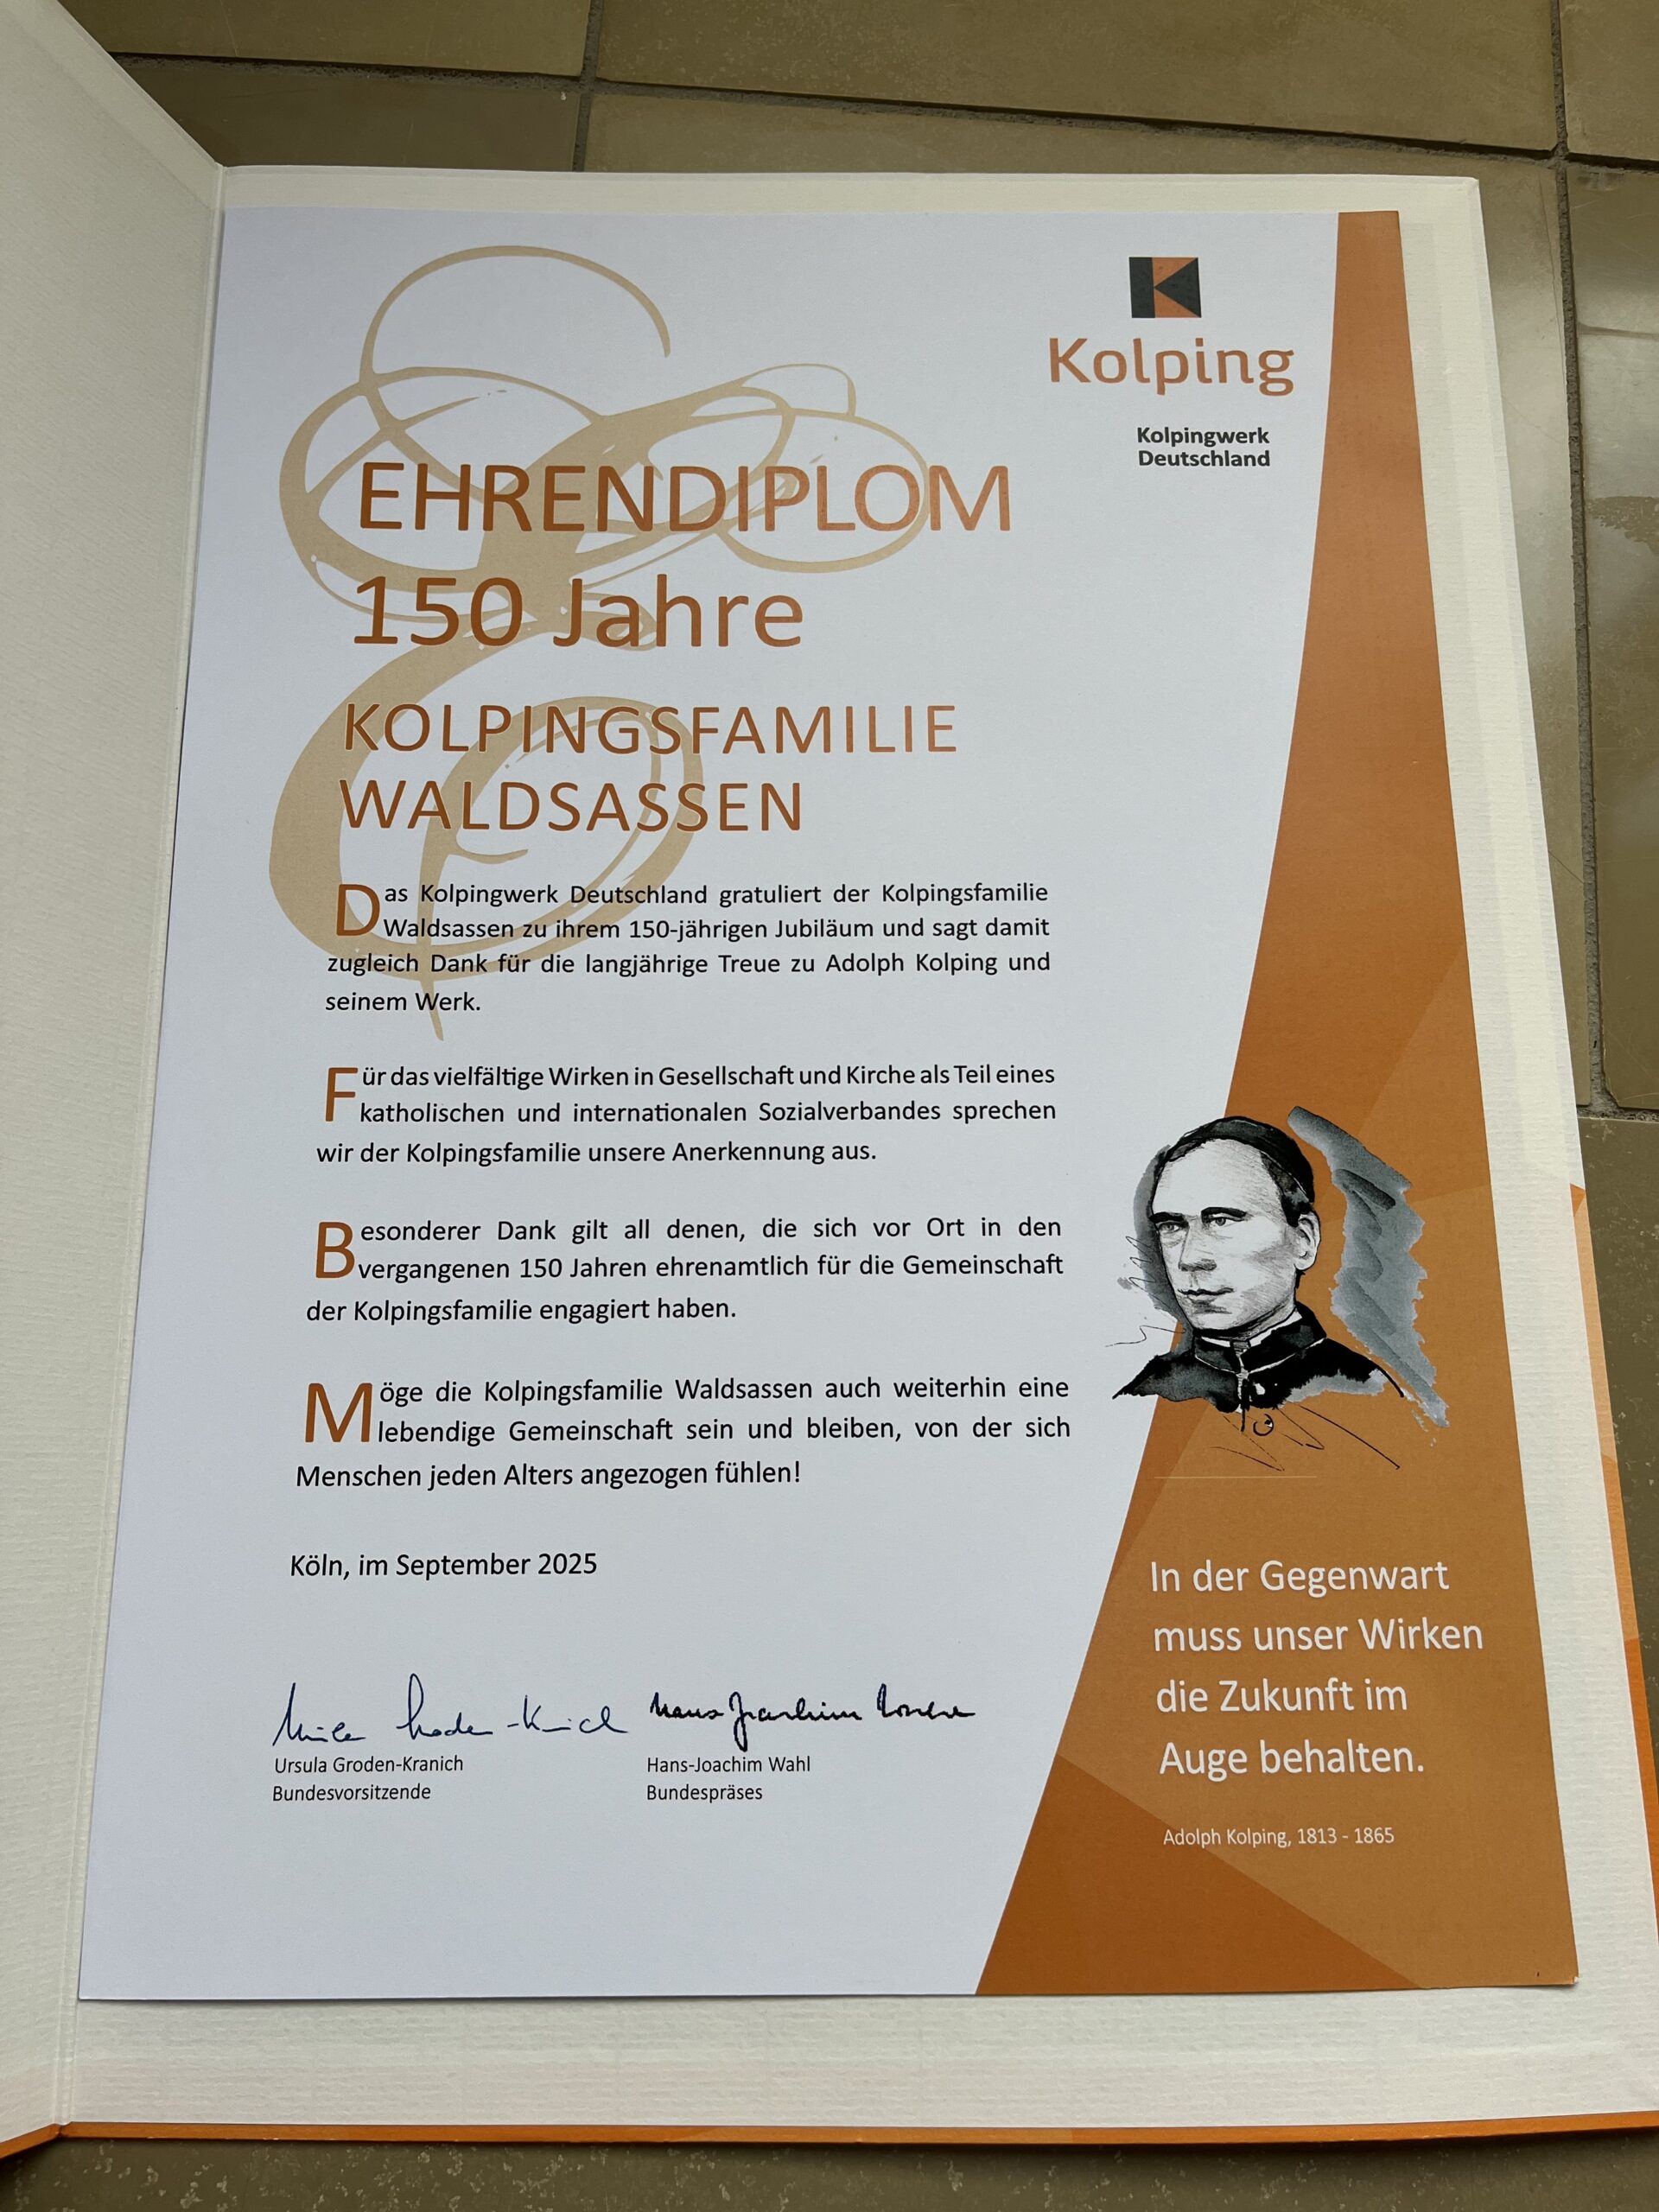 Kolping
Kolpingwerk
Deutschland
EHRENDIPLOM
150 Jahre
KOLPINGSFAMILIE
WALDSASSEN
Das Kolpingwerk Deutschland gratuliert der Kolpingsfamilie
Waldsassen zu ihrem 150-jährigen Jubiläum und sagt damit
zugleich Dank für die langjährige Treue zu Adolph Kolping und
seinem Werk.
Für das vielfältige Wirken in Gesellschaft und Kirche als Teil eines
katholischen und internationalen Sozialverbandes sprechen
wir der Kolpingsfamilie unsere Anerkennung aus.
Besonderer Dank gilt all denen, die sich vor Ort in den
vergangenen 150 Jahren ehrenamtlich für die Gemeinschaft
der Kolpingsfamilie engagiert haben.
Möge die Kolpingsfamilie Waldsassen auch weiterhin eine
lebendige Gemeinschaft sein und bleiben, von der sich
Menschen jeden Alters angezogen fühlen!
Köln, im September 2025
Ursula Groden-Kranich
Bundesvorsitzende
Hans-Joachim Wahl
Bundespräses
In der Gegenwart
muss unser Wirken
die Zukunft im
Auge behalten.
Adolph Kolping, 1813 - 1865